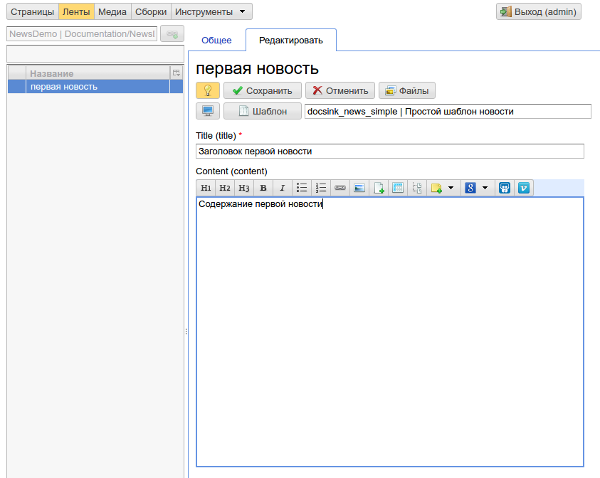 Страницы Ленты Медиа Сборки Инструменты
Выход (admin)
NewsDemo | Documentation/NewsI
Общее Редактировать
Название
первая новость
первая новость
Сохранить Отменить Файлы
Шаблон docsink_news_simple | Простой шаблон новости
Title (title) *
Заголовок первой новости
Content (content)
H1 H2 H3 B I
Содержание первой новости